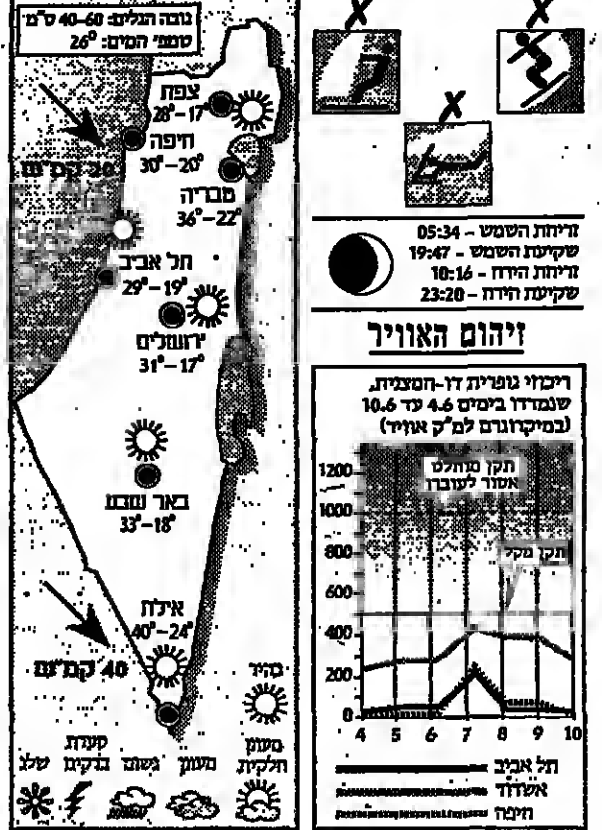 גובה הגלים: 40–60 ס"מ
טמפ' המים: 26°
צפת
28°–17°
חיפה
30°–20°
20 קמ"ש
טבריה
36°–22°
תל אביב
29°–19°
ירושלים
31°–17°
באר שבע
33°–18°
אילת
40°–24°
40 קמ"ש
בהיר
מעונן חלקית
מעונן
גשום
סערת ברקים
שלג
זריחת השמש – 05:34
שקיעת השמש – 19:47
זריחת הירח – 10:16
שקיעת הירח – 23:20
זיהום האוויר
ריכוזי גופרית דו-חמצנית,
שנמדדו בימים 4.6 עד 10.6
(במיקרוגרם למ"ק אוויר)
תקן מוחלט
אסור לעוברו
תקן מקל
1200
1000
800
600
400
200
0
4 5 6 7 8 9 10
תל אביב
אשדוד
חיפה